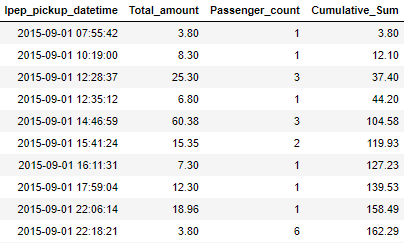 lpep_pickup_datetime Total_amount Passenger_count Cumulative_Sum
2015-09-01 07:55:42 3.80 1 3.80
2015-09-01 10:19:00 8.30 1 12.10
2015-09-01 12:28:37 25.30 3 37.40
2015-09-01 12:35:12 6.80 1 44.20
2015-09-01 14:46:59 60.38 3 104.58
2015-09-01 15:41:24 15.35 2 119.93
2015-09-01 16:11:31 7.30 1 127.23
2015-09-01 17:59:04 12.30 1 139.53
2015-09-01 22:06:14 18.96 1 158.49
2015-09-01 22:18:21 3.80 6 162.29